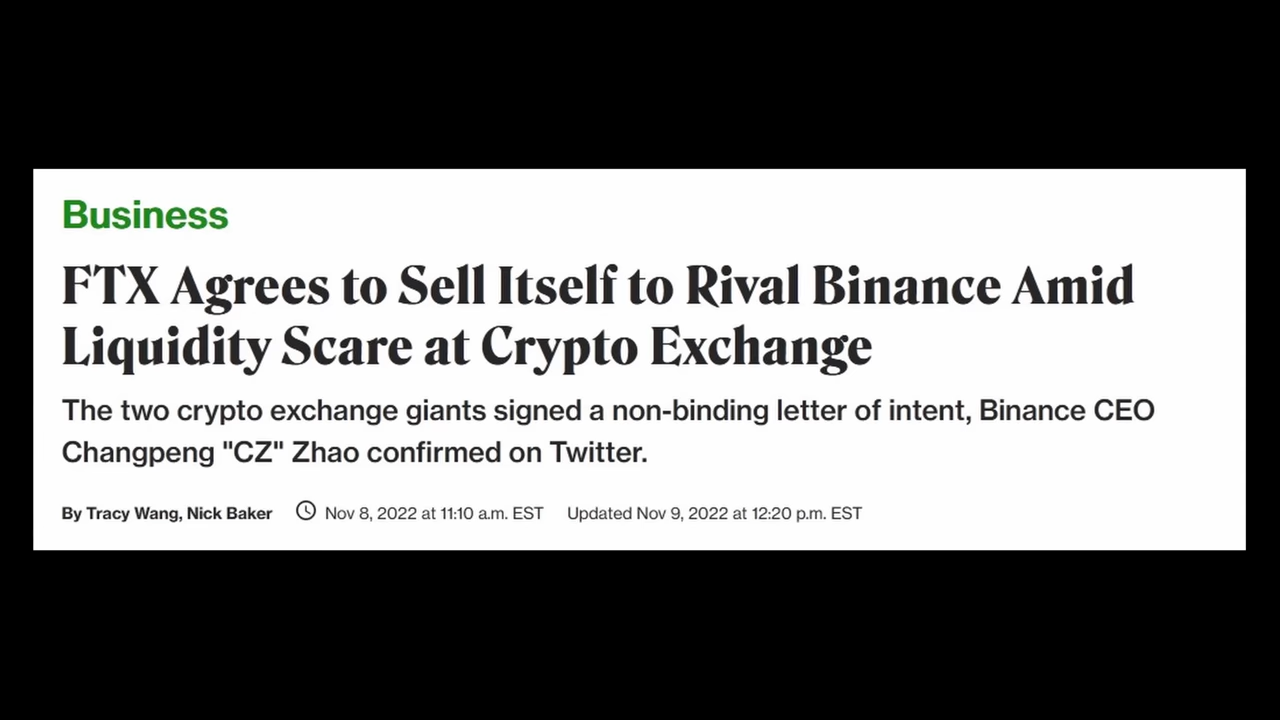 Business
FTX Agrees to Sell Itself to Rival Binance Amid
Liquidity Scare at Crypto Exchange
The two crypto exchange giants signed a non-binding letter of intent, Binance CEO
Changpeng "CZ" Zhao confirmed on Twitter.
By Tracy Wang, Nick Baker Nov 8, 2022 at 11:10 a.m. EST Updated Nov 9, 2022 at 12:20 p.m. EST